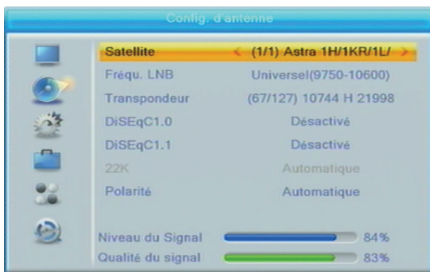 Config. d'antenne
Satellite < (1/1) Astra 1H/1KR/1L/ >
Fréqu. LNB Universel(9750-10600)
Transpondeur (67/127) 10744 H 21998
DiSEqC1.0 Désactivé
DiSEqC1.1 Désactivé
22K Automatique
Polarité Automatique
Niveau du Signal 84%
Qualité du signal 83%